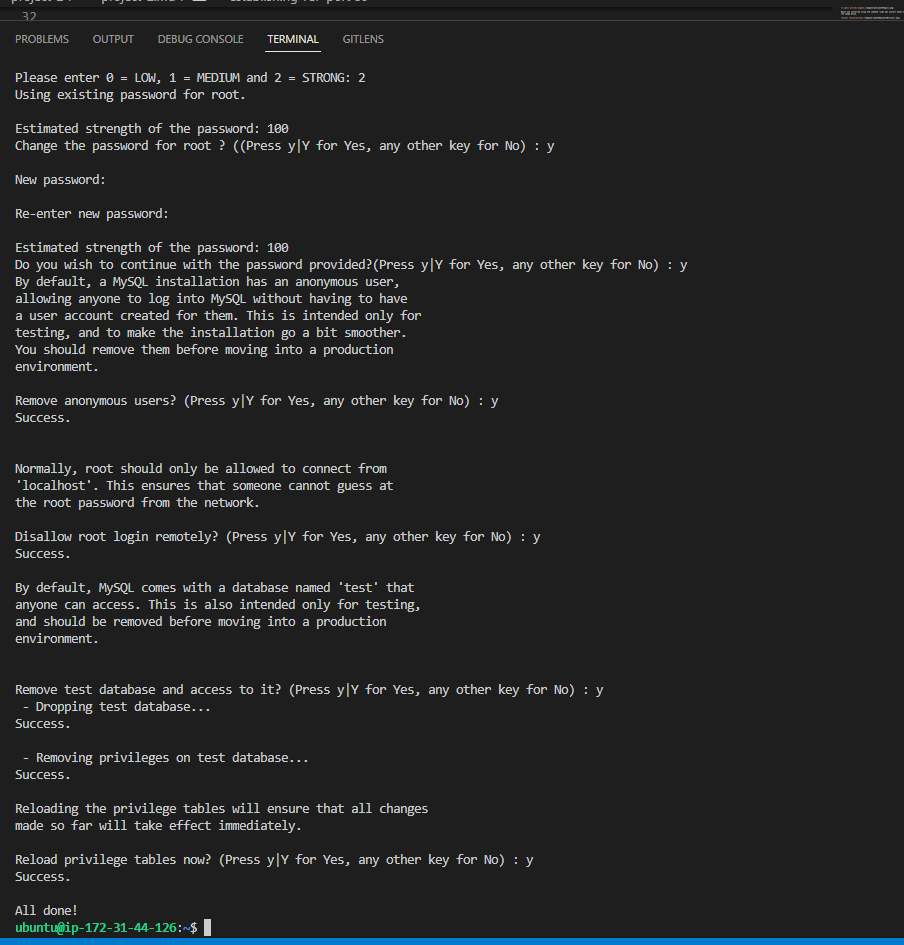 32
PROBLEMS OUTPUT DEBUG CONSOLE TERMINAL GITLENS
Please enter 0 = LOW, 1 = MEDIUM and 2 = STRONG: 2
Using existing password for root.
Estimated strength of the password: 100
Change the password for root ? ((Press y|Y for Yes, any other key for No) : y
New password:
Re-enter new password:
Estimated strength of the password: 100
Do you wish to continue with the password provided?(Press y|Y for Yes, any other key for No) : y
By default, a MySQL installation has an anonymous user,
allowing anyone to log into MySQL without having to have
a user account created for them. This is intended only for
testing, and to make the installation go a bit smoother.
You should remove them before moving into a production
environment.
Remove anonymous users? (Press y|Y for Yes, any other key for No) : y
Success.
Normally, root should only be allowed to connect from
'localhost'. This ensures that someone cannot guess at
the root password from the network.
Disallow root login remotely? (Press y|Y for Yes, any other key for No) : y
Success.
By default, MySQL comes with a database named 'test' that
anyone can access. This is also intended only for testing,
and should be removed before moving into a production
environment.
Remove test database and access to it? (Press y|Y for Yes, any other key for No) : y
- Dropping test database...
Success.
- Removing privileges on test database...
Success.
Reloading the privilege tables will ensure that all changes
made so far will take effect immediately.
Reload privilege tables now? (Press y|Y for Yes, any other key for No) : y
Success.
All done!
ubuntu@ip-172-31-44-126:~$